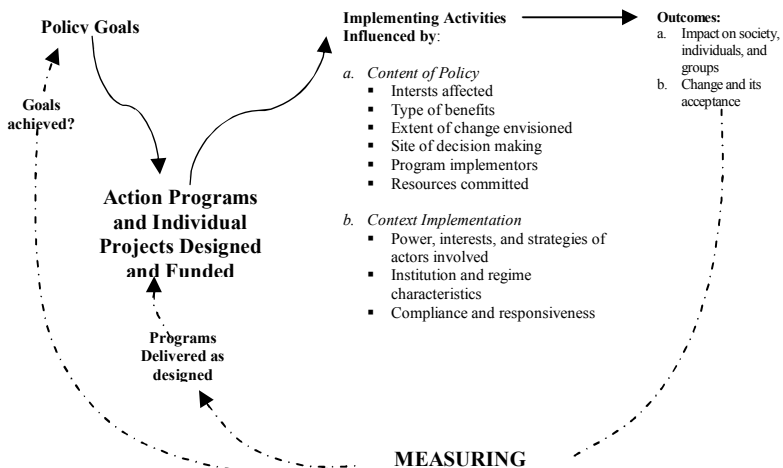 Policy Goals
Goals
achieved?
Action Programs
and Individual
Projects Designed
and Funded
Programs
Delivered as
designed
Implementing Activities
Influenced by:
a. Content of Policy
▪ Intersts affected
▪ Type of benefits
▪ Extent of change envisioned
▪ Site of decision making
▪ Program implementors
▪ Resources committed
b. Context Implementation
▪ Power, interests, and strategies of
actors involved
▪ Institution and regime
characteristics
▪ Compliance and responsiveness
Outcomes:
a. Impact on society,
individuals, and
groups
b. Change and its
acceptance
MEASURING